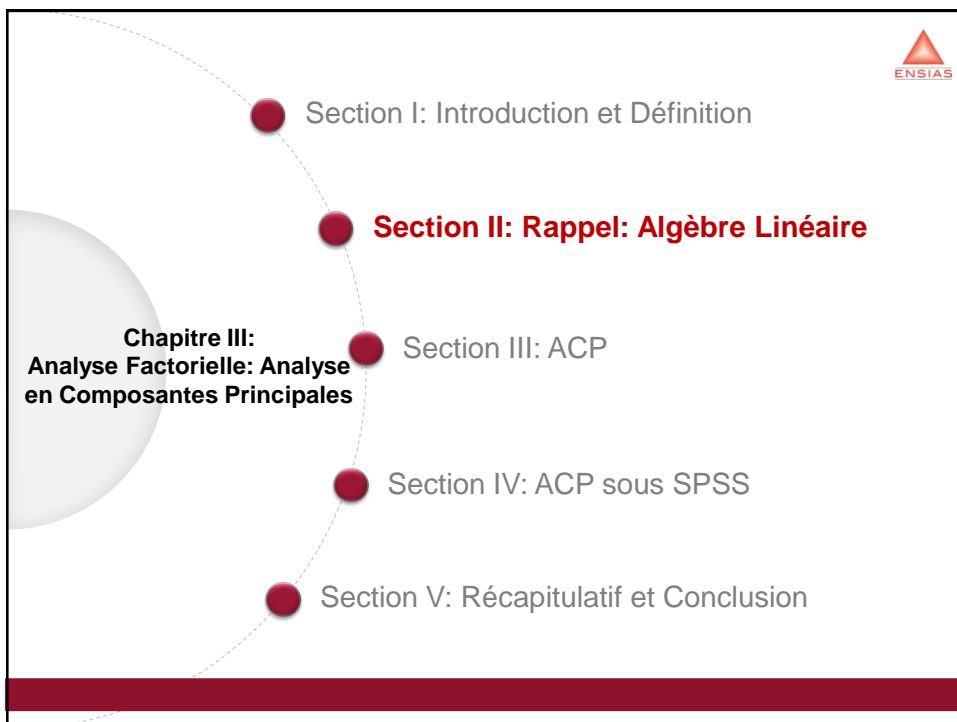 ENSIAS
Section I: Introduction et Définition
Section II: Rappel: Algèbre Linéaire
Chapitre III:
Analyse Factorielle: Analyse
en Composantes Principales
Section III: ACP
Section IV: ACP sous SPSS
Section V: Récapitulatif et Conclusion